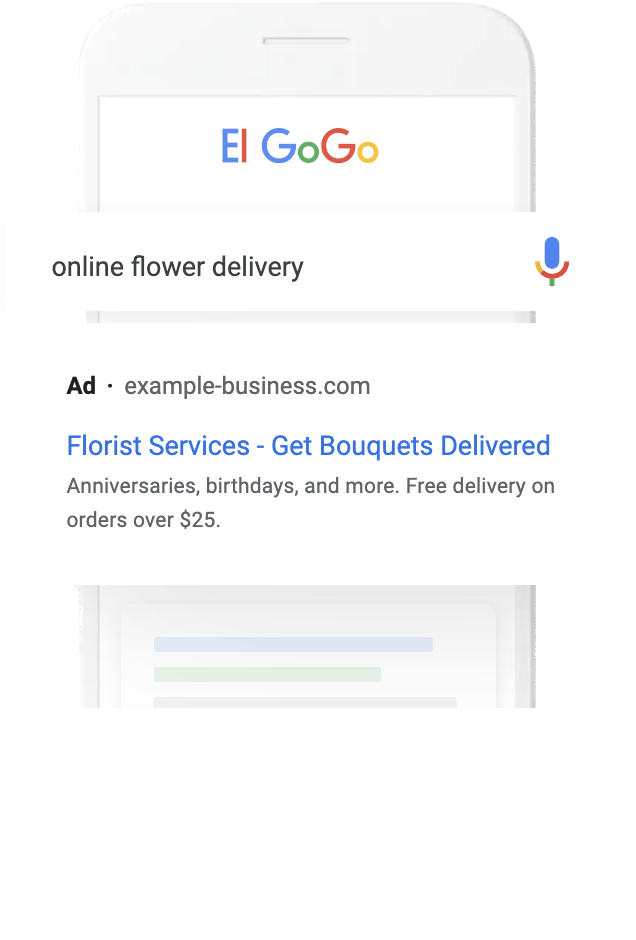 El GoGo
online flower delivery
Ad · example-business.com
Florist Services - Get Bouquets Delivered
Anniversaries, birthdays, and more. Free delivery on
orders over $25.